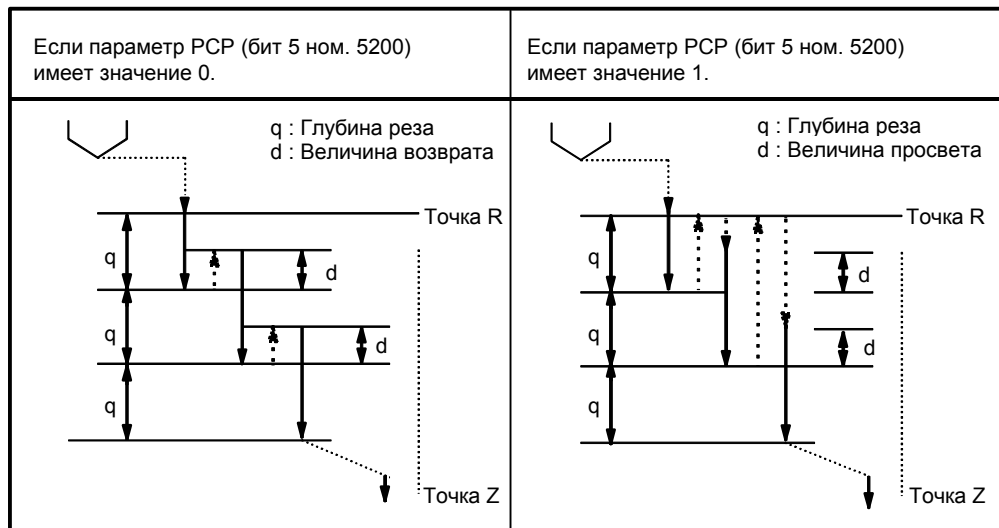 Если параметр PCP (бит 5 ном. 5200)
имеет значение 0.
Если параметр PCP (бит 5 ном. 5200)
имеет значение 1.
q : Глубина реза
d : Величина возврата
Точка R
q
d
q
d
q
Точка Z
q : Глубина реза
d : Величина просвета
Точка R
q
d
q
d
q
Точка Z